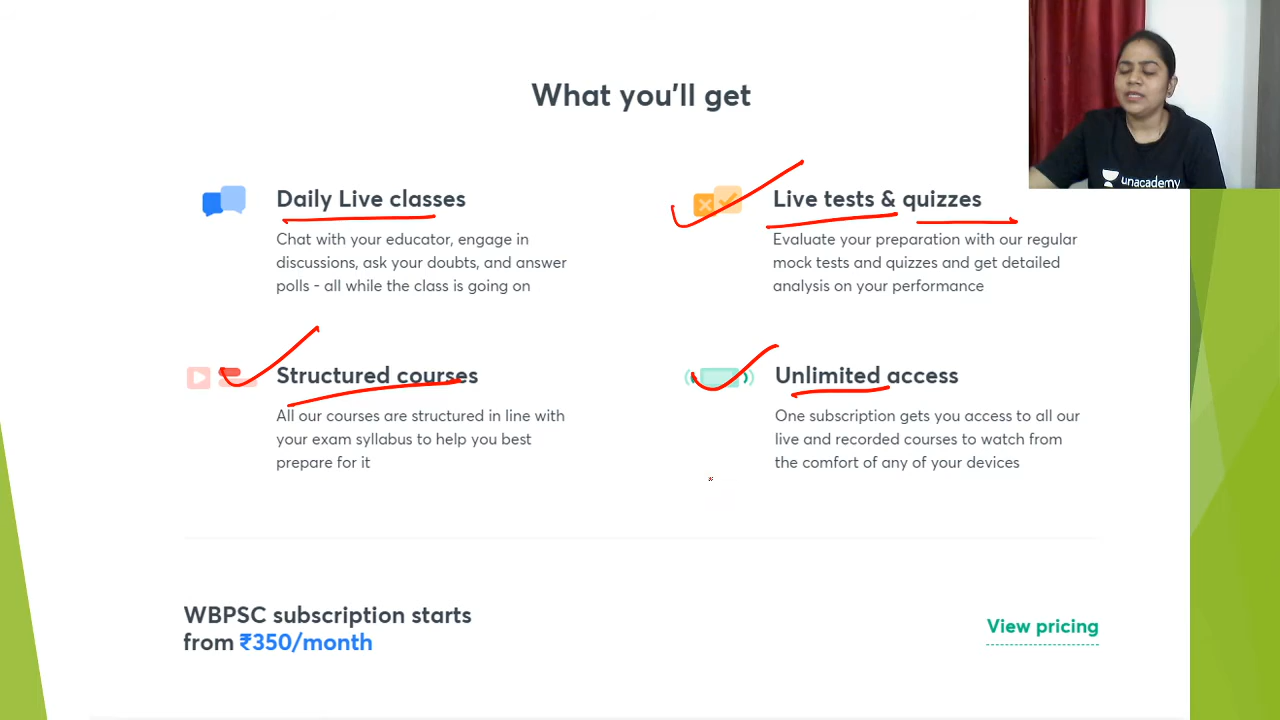 What you'll get
unacademy
Daily Live classes
Chat with your educator, engage in
discussions, ask your doubts, and answer
polls - all while the class is going on
Live tests & quizzes
Evaluate your preparation with our regular
mock tests and quizzes and get detailed
analysis on your performance
Structured courses
All our courses are structured in line with
your exam syllabus to help you best
prepare for it
Unlimited access
One subscription gets you access to all our
live and recorded courses to watch from
the comfort of any of your devices
WBPSC subscription starts
from ₹350/month
View pricing